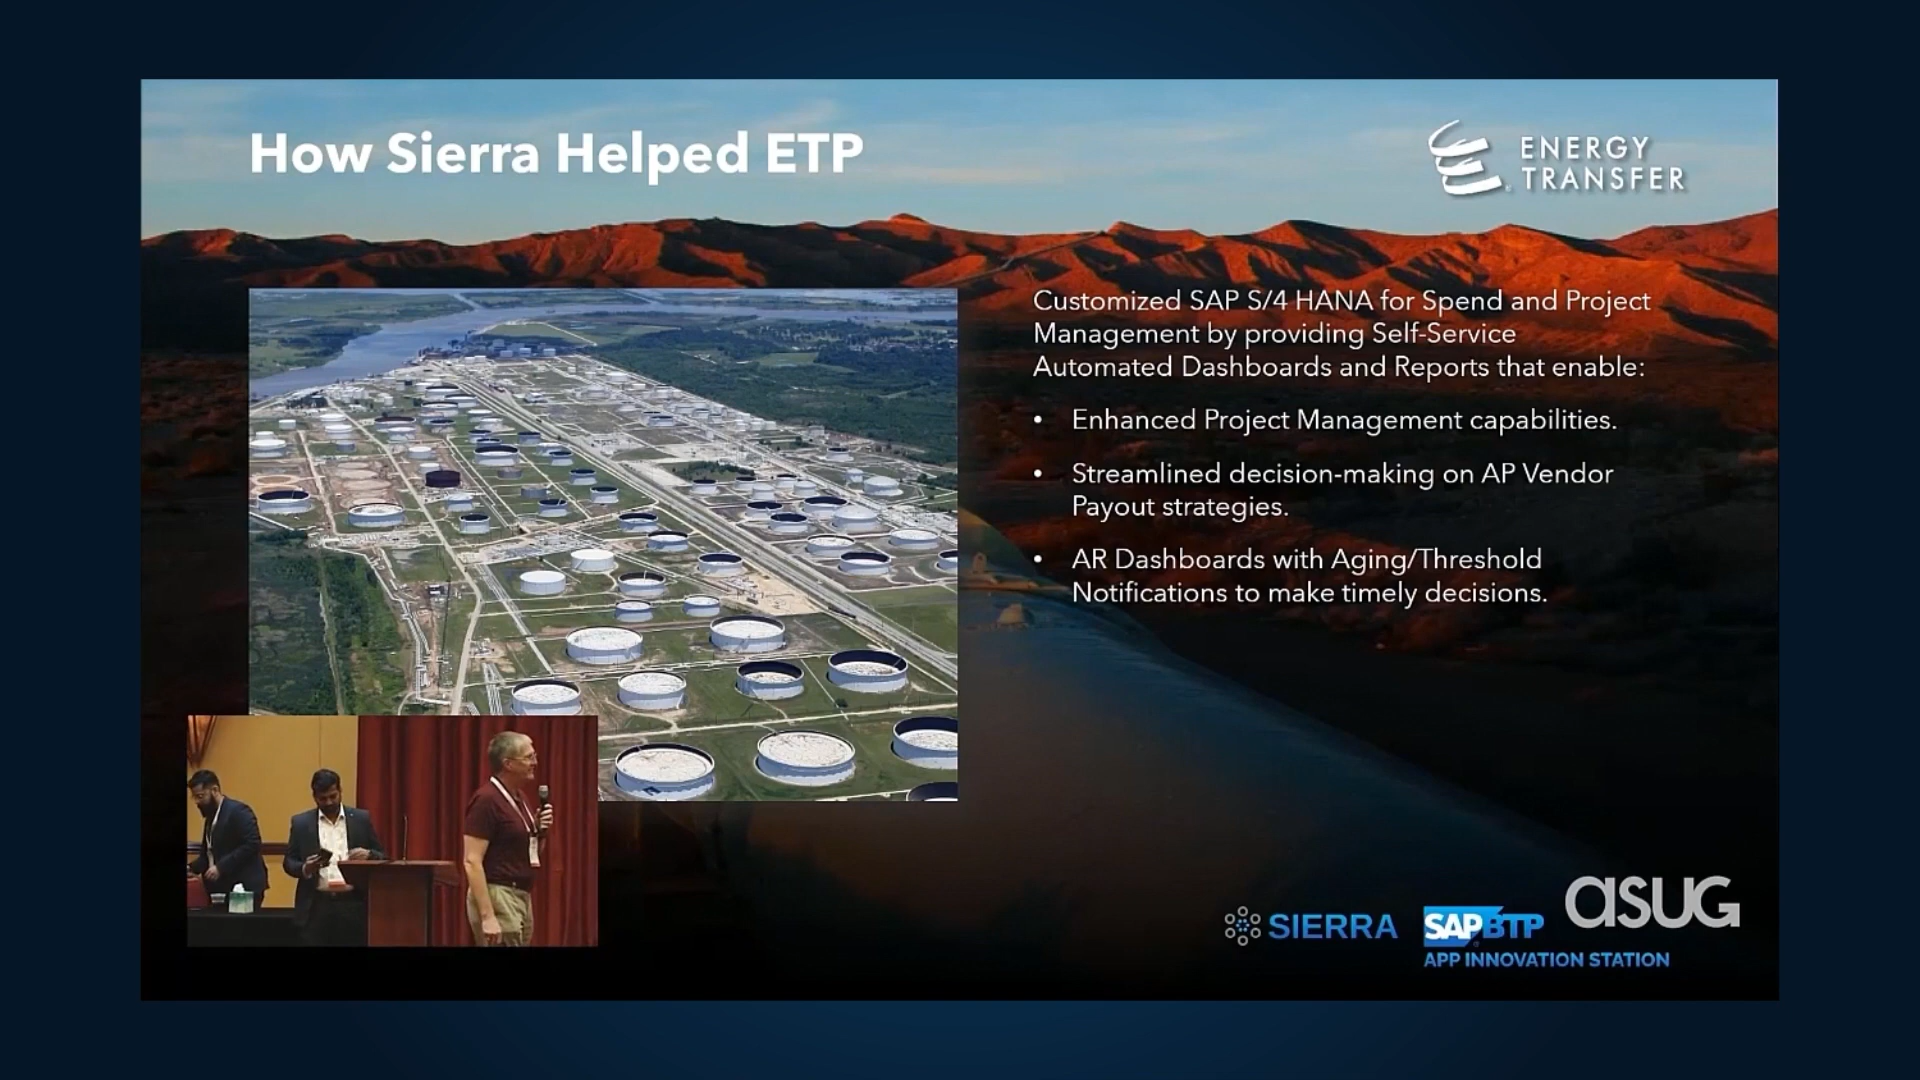 How Sierra Helped ETP
ENERGY
TRANSFER
Customized SAP S/4 HANA for Spend and Project
Management by providing Self-Service
Automated Dashboards and Reports that enable:
• Enhanced Project Management capabilities.
• Streamlined decision-making on AP Vendor
Payout strategies.
• AR Dashboards with Aging/Threshold
Notifications to make timely decisions.
SIERRA
SAP BTP
APP INNOVATION STATION
asug